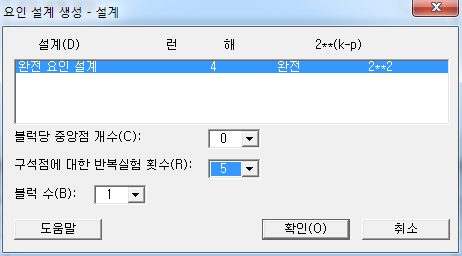 요인 설계 생성 - 설계
설계(D) 런 해 2**(k-p)
완전 요인 설계 4 완전 2**2
블럭당 중앙점 개수(C): 0
구석점에 대한 반복실험 횟수(R): 5
블럭 수(B): 1
도움말 확인(O) 취소